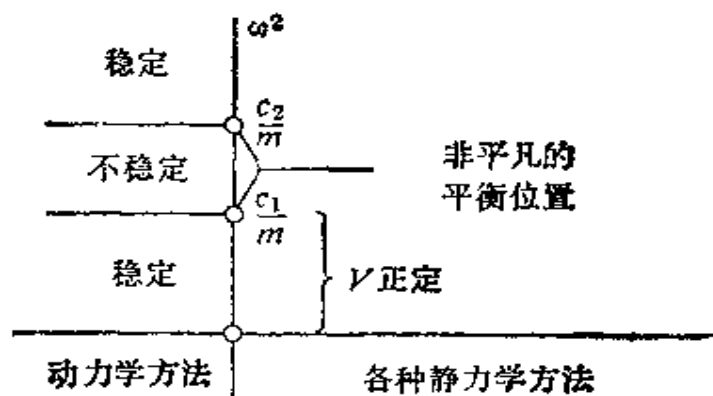 ω²
稳定
c₂/m
不稳定
非平凡的
平衡位置
c₁/m
稳定
V正定
动力学方法
各种静力学方法